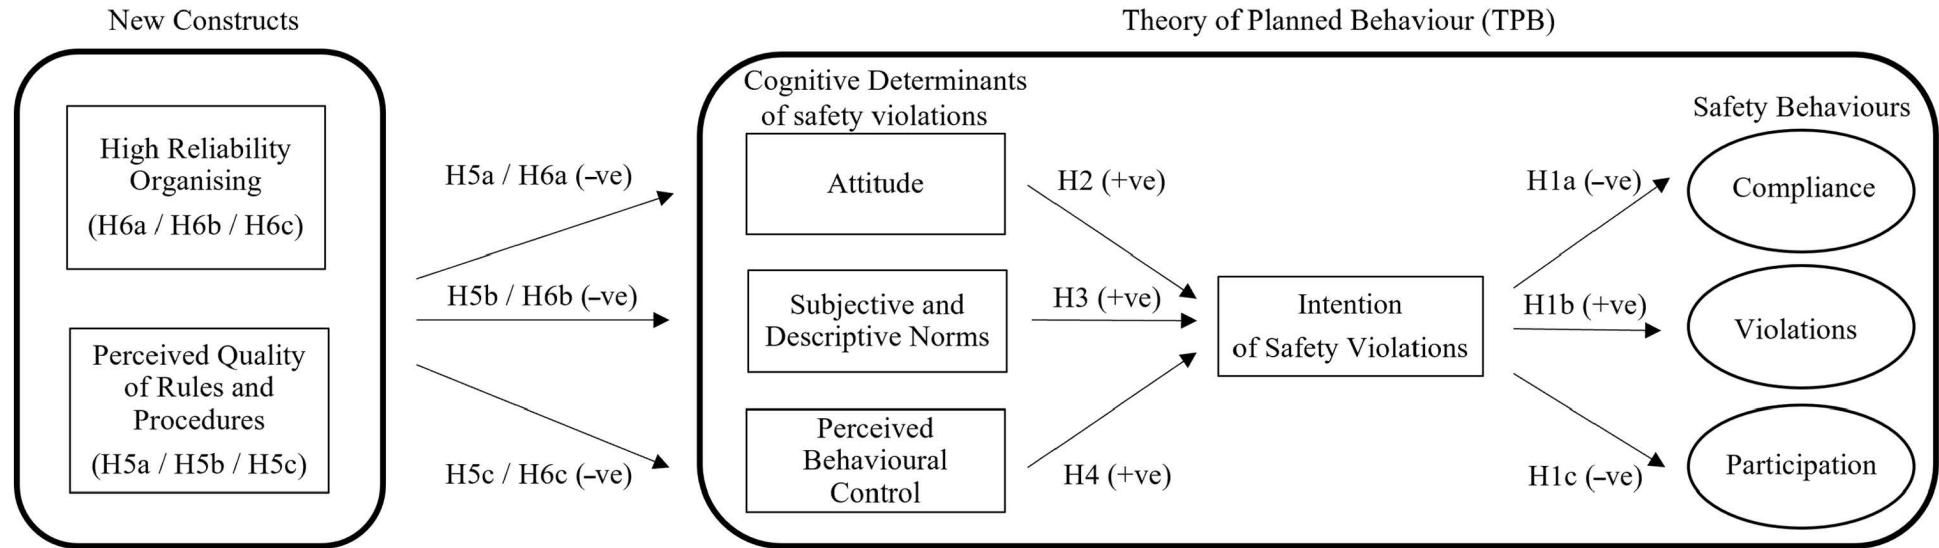 New Constructs
High Reliability
Organising
(H6a / H6b / H6c)
Perceived Quality
of Rules and
Procedures
(H5a / H5b / H5c)
H5a / H6a (–ve)
H5b / H6b (–ve)
H5c / H6c (–ve)
Theory of Planned Behaviour (TPB)
Cognitive Determinants
of safety violations
Attitude
Subjective and
Descriptive Norms
Perceived
Behavioural
Control
H2 (+ve)
H3 (+ve)
H4 (+ve)
Intention
of Safety Violations
H1a (–ve)
H1b (+ve)
H1c (–ve)
Safety Behaviours
Compliance
Violations
Participation